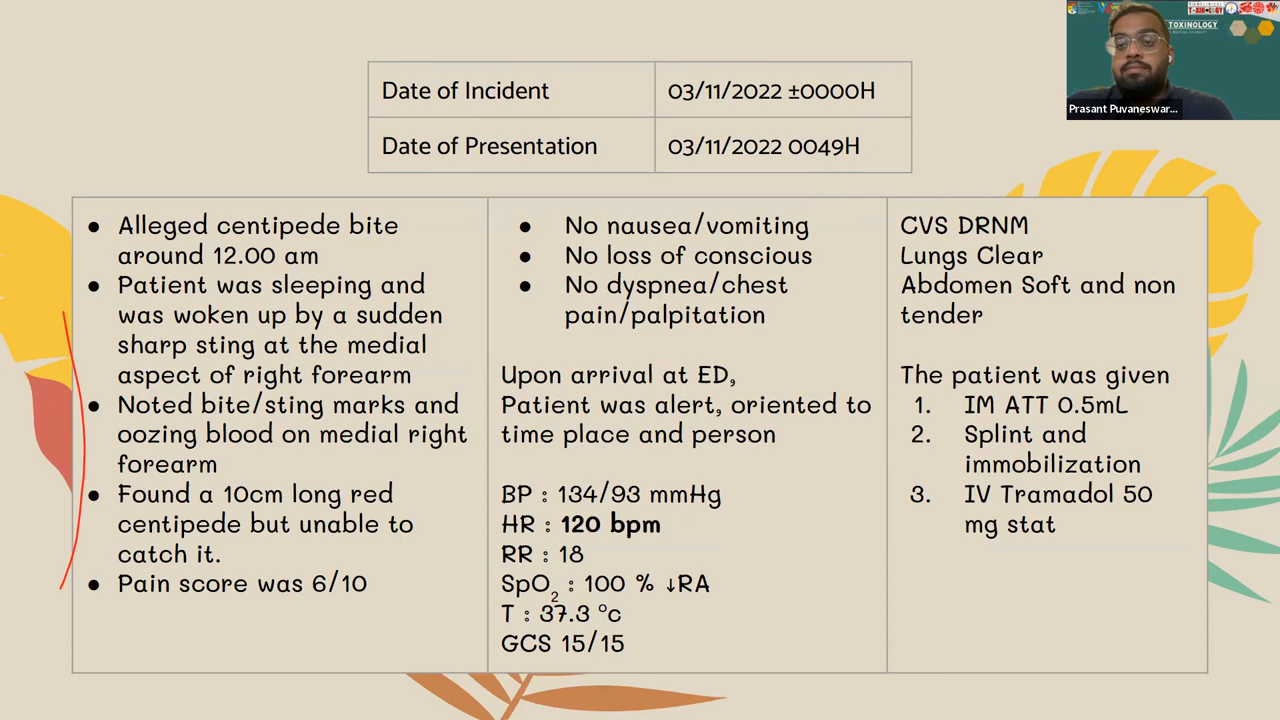 Date of Incident
03/11/2022 ±0000H
Date of Presentation
03/11/2022 0049H
● Alleged centipede bite
around 12.00 am
● Patient was sleeping and
was woken up by a sudden
sharp sting at the medial
aspect of right forearm
● Noted bite/sting marks and
oozing blood on medial right
forearm
● Found a 10cm long red
centipede but unable to
catch it.
● Pain score was 6/10
● No nausea/vomiting
● No loss of conscious
● No dyspnea/chest
pain/palpitation
Upon arrival at ED,
Patient was alert, oriented to
time place and person
BP : 134/93 mmHg
HR : 120 bpm
RR : 18
SpO2 : 100 % ↓RA
T : 37.3 °c
GCS 15/15
CVS DRNM
Lungs Clear
Abdomen Soft and non
tender
The patient was given
1. IM ATT 0.5mL
2. Splint and
immobilization
3. IV Tramadol 50
mg stat
TOXINOLOGY
TOXINOLOGY
Prasant Puvaneswar...